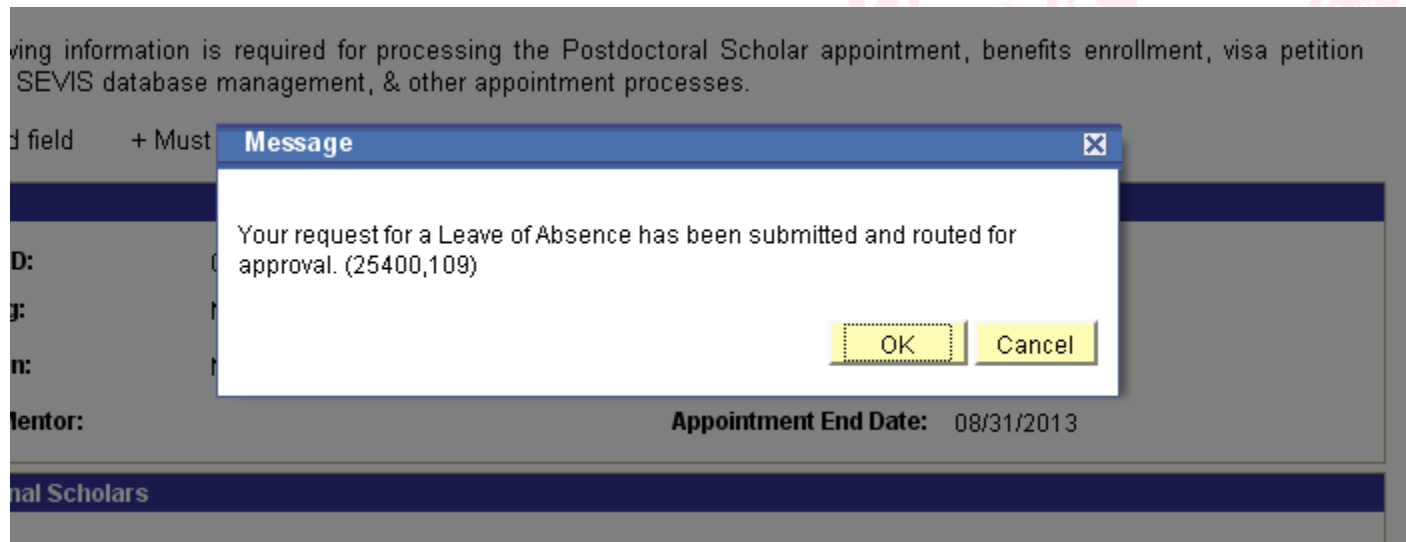 ving information is required for processing the Postdoctoral Scholar appointment, benefits enrollment, visa petition
SEVIS database management, & other appointment processes.
d field + Must
Message
Your request for a Leave of Absence has been submitted and routed for
approval. (25400,109)
OK Cancel
D:
g:
n:
Mentor: Appointment End Date: 08/31/2013
nal Scholars